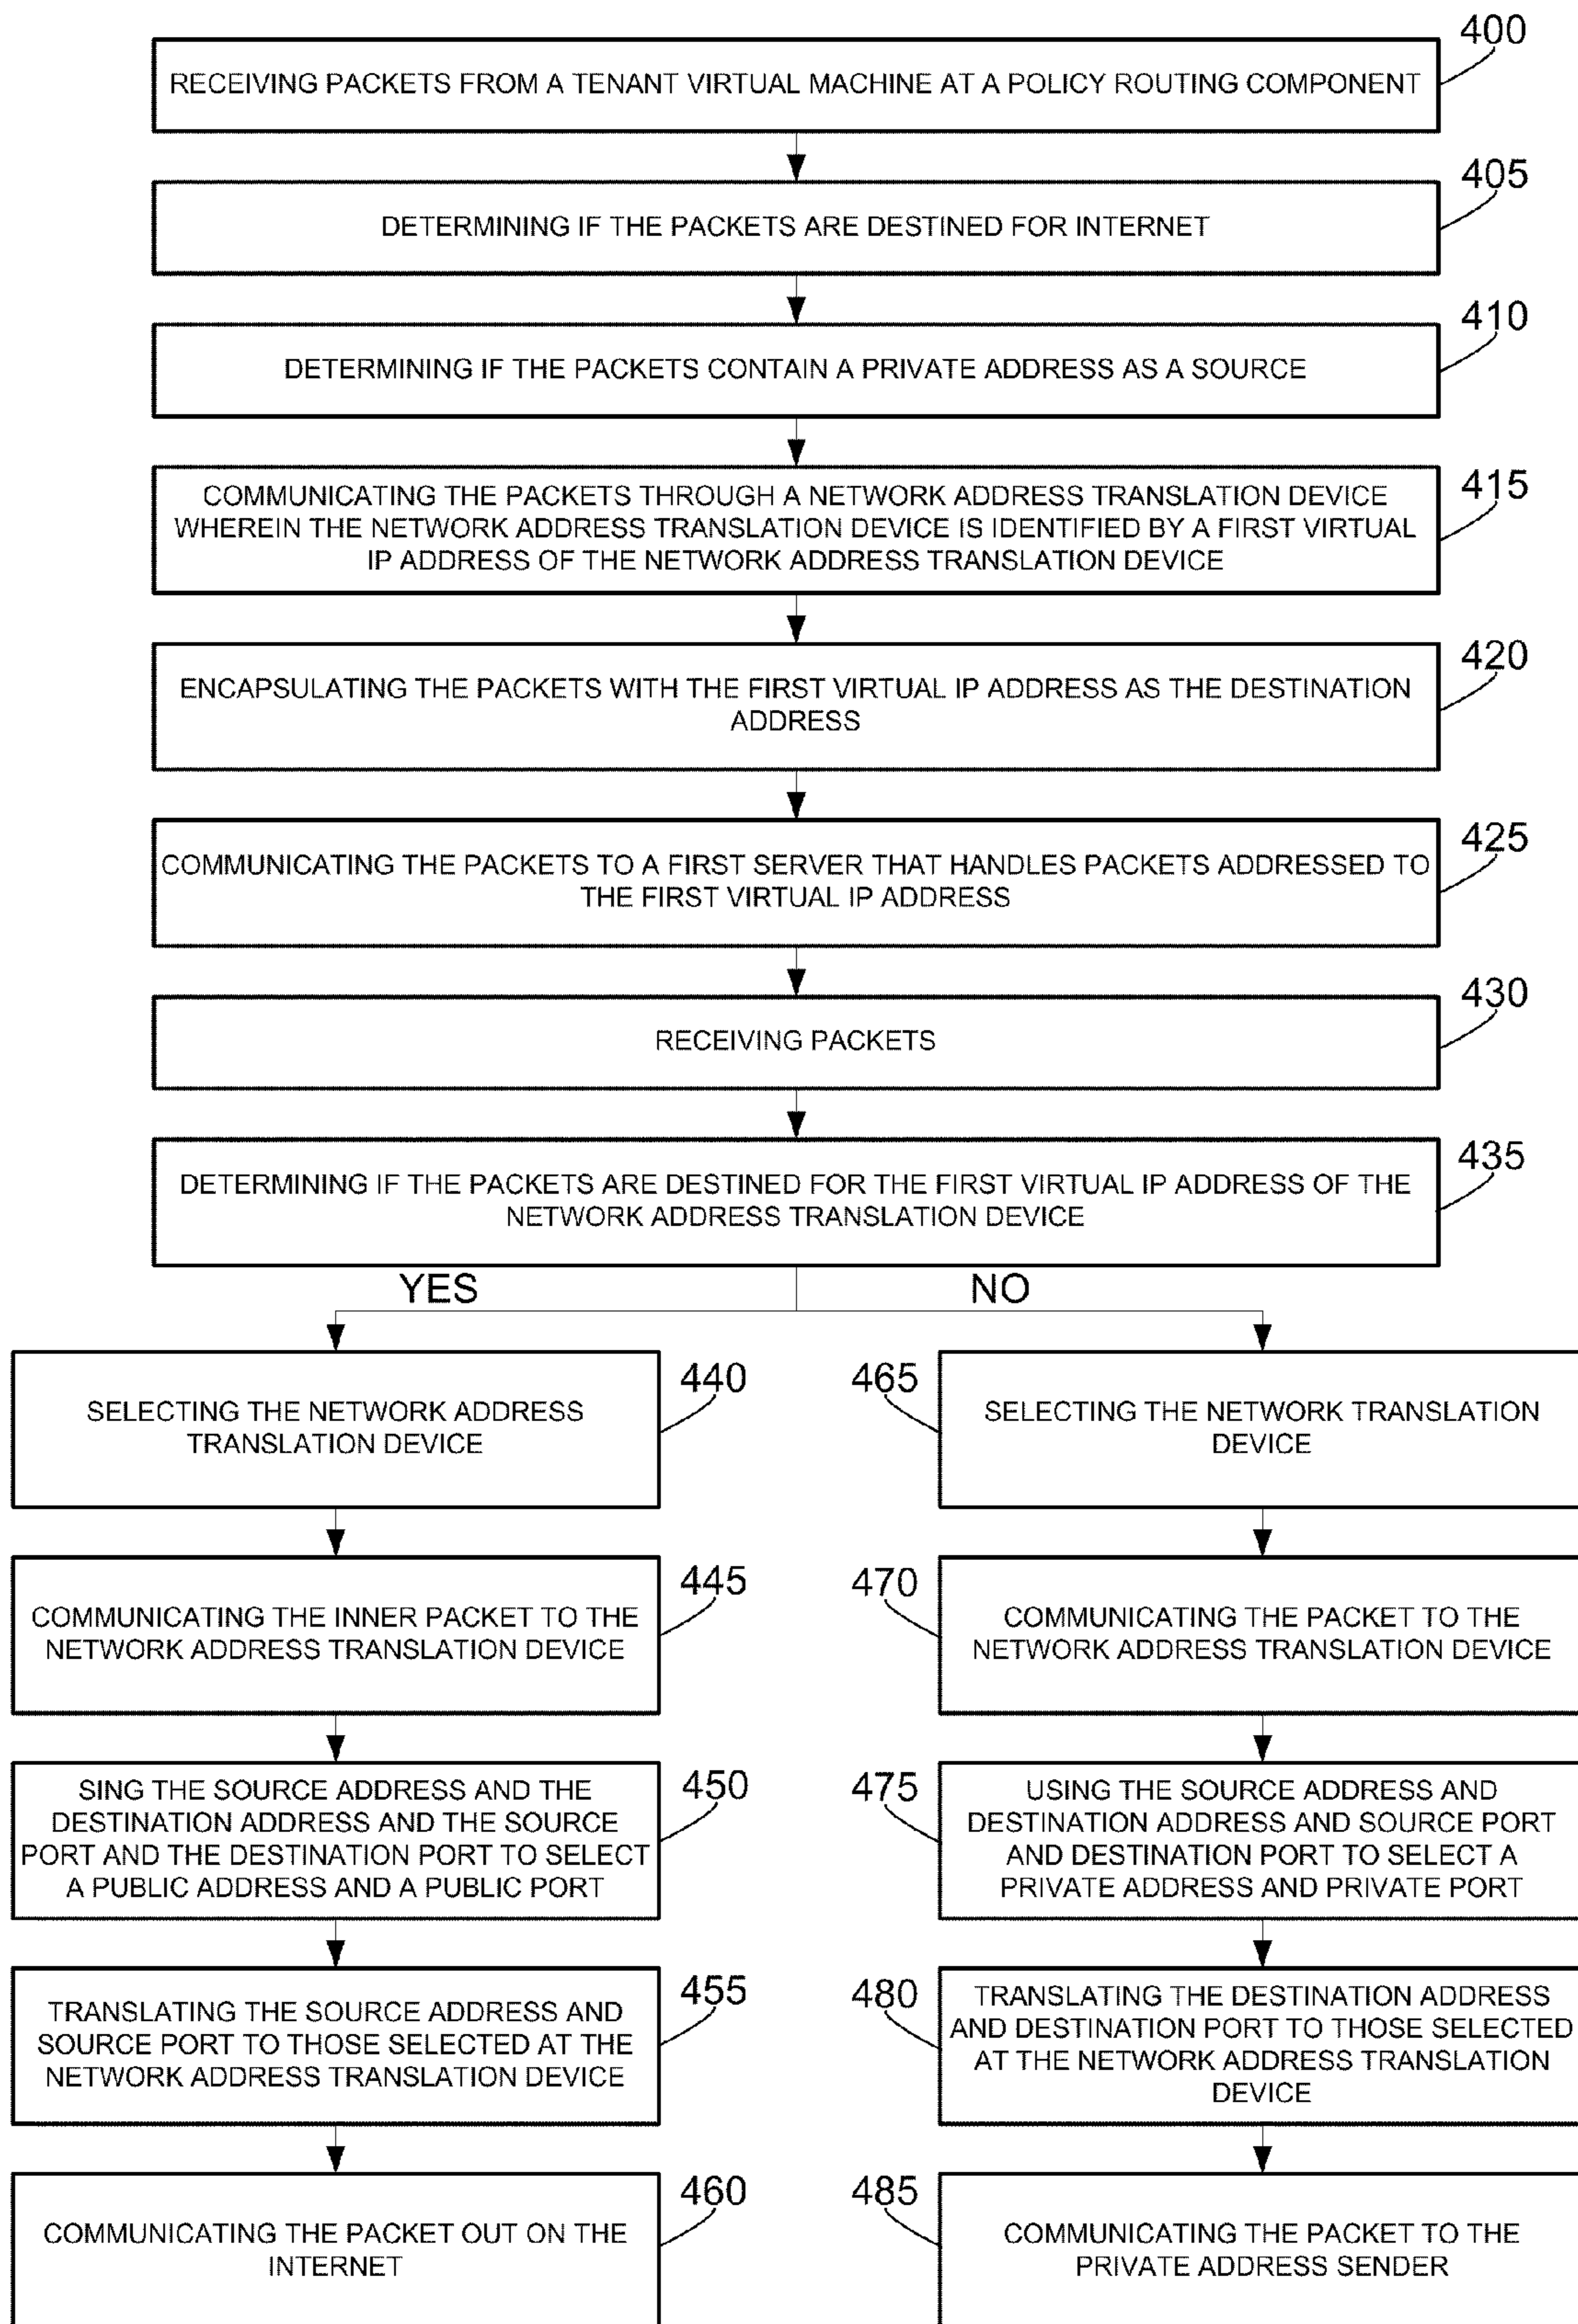 400
RECEIVING PACKETS FROM A TENANT VIRTUAL MACHINE AT A POLICY ROUTING COMPONENT
405
DETERMINING IF THE PACKETS ARE DESTINED FOR INTERNET
410
DETERMINING IF THE PACKETS CONTAIN A PRIVATE ADDRESS AS A SOURCE
415
COMMUNICATING THE PACKETS THROUGH A NETWORK ADDRESS TRANSLATION DEVICE
WHEREIN THE NETWORK ADDRESS TRANSLATION DEVICE IS IDENTIFIED BY A FIRST VIRTUAL
IP ADDRESS OF THE NETWORK ADDRESS TRANSLATION DEVICE
420
ENCAPSULATING THE PACKETS WITH THE FIRST VIRTUAL IP ADDRESS AS THE DESTINATION
ADDRESS
425
COMMUNICATING THE PACKETS TO A FIRST SERVER THAT HANDLES PACKETS ADDRESSED TO
THE FIRST VIRTUAL IP ADDRESS
430
RECEIVING PACKETS
435
DETERMINING IF THE PACKETS ARE DESTINED FOR THE FIRST VIRTUAL IP ADDRESS OF THE
NETWORK ADDRESS TRANSLATION DEVICE
YES
NO
440
SELECTING THE NETWORK ADDRESS
TRANSLATION DEVICE
465
SELECTING THE NETWORK TRANSLATION
DEVICE
445
COMMUNICATING THE INNER PACKET TO THE
NETWORK ADDRESS TRANSLATION DEVICE
470
COMMUNICATING THE PACKET TO THE
NETWORK ADDRESS TRANSLATION DEVICE
450
SING THE SOURCE ADDRESS AND THE
DESTINATION ADDRESS AND THE SOURCE
PORT AND THE DESTINATION PORT TO SELECT
A PUBLIC ADDRESS AND A PUBLIC PORT
475
USING THE SOURCE ADDRESS AND
DESTINATION ADDRESS AND SOURCE PORT
AND DESTINATION PORT TO SELECT A
PRIVATE ADDRESS AND PRIVATE PORT
455
TRANSLATING THE SOURCE ADDRESS AND
SOURCE PORT TO THOSE SELECTED AT THE
NETWORK ADDRESS TRANSLATION DEVICE
480
TRANSLATING THE DESTINATION ADDRESS
AND DESTINATION PORT TO THOSE SELECTED
AT THE NETWORK ADDRESS TRANSLATION
DEVICE
460
COMMUNICATING THE PACKET OUT ON THE
INTERNET
485
COMMUNICATING THE PACKET TO THE
PRIVATE ADDRESS SENDER